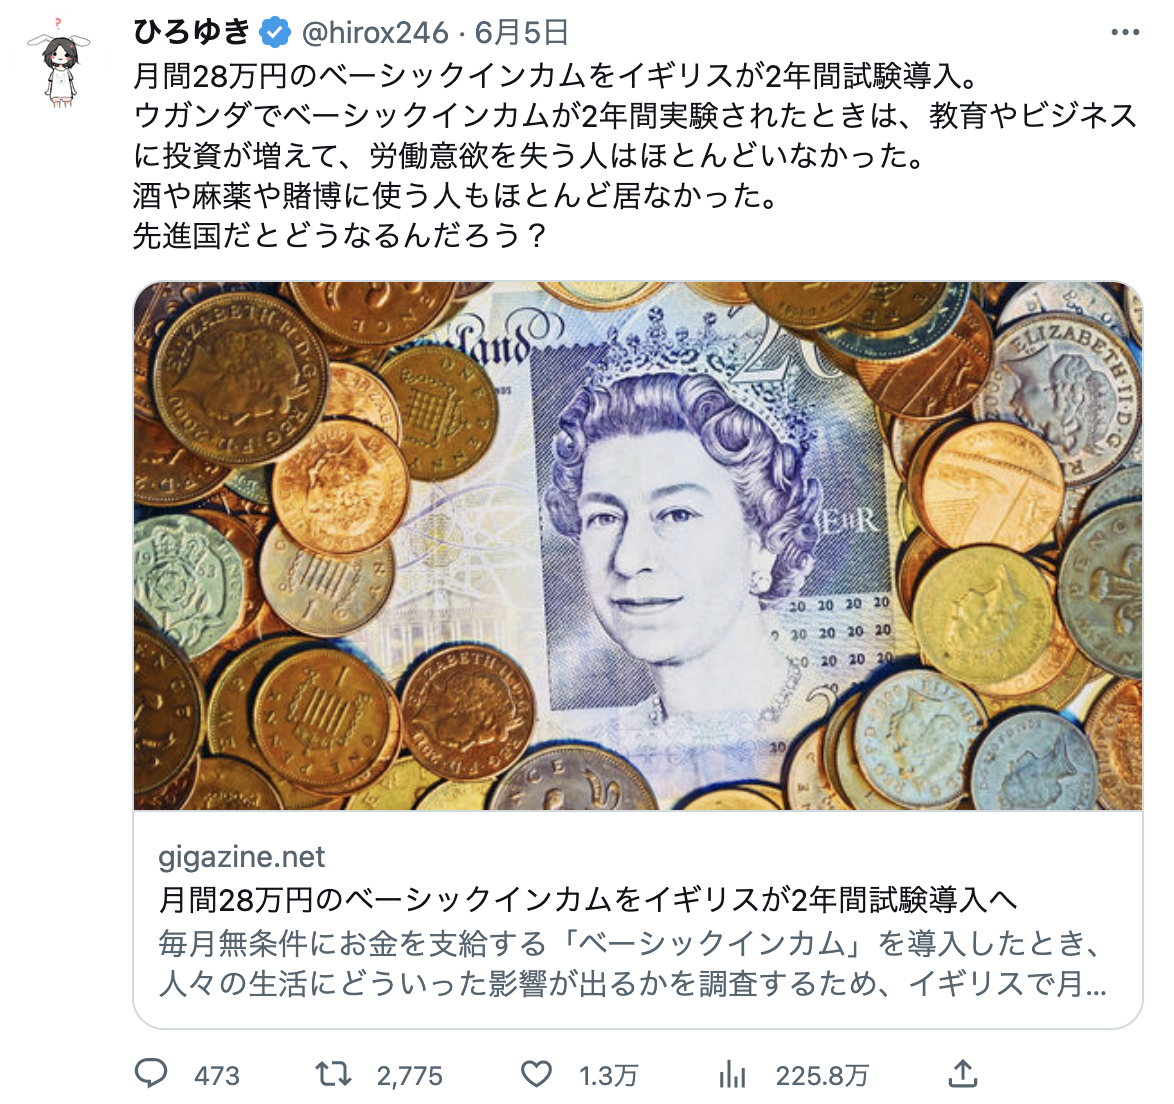 ひろゆき @hirox246 · 6月5日
月間28万円のベーシックインカムをイギリスが2年間試験導入。
ウガンダでベーシックインカムが2年間実験されたときは、教育やビジネス
に投資が増えて、労働意欲を失う人はほとんどいなかった。
酒や麻薬や賭博に使う人もほとんど居なかった。
先進国だとどうなるんだろう？
gigazine.net
月間28万円のベーシックインカムをイギリスが2年間試験導入へ
毎月無条件にお金を支給する「ベーシックインカム」を導入したとき、
人々の生活にどういった影響が出るかを調査するため、イギリスで月...
473 2,775 1.3万 225.8万